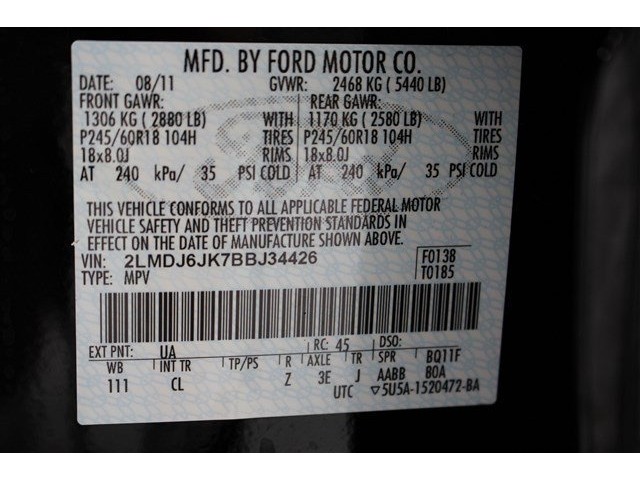 MFD. BY FORD MOTOR CO.
DATE: 08/11 GVWR: 2468 KG ( 5440 LB)
FRONT GAWR: REAR GAWR:
1306 KG ( 2880 LB) WITH 1170 KG ( 2580 LB) WITH
P245/60R18 104H TIRES P245/60R18 104H TIRES
18x8.0J RIMS 18x8.0J RIMS
AT 240 kPa/ 35 PSI COLD AT 240 kPa/ 35 PSI COLD
THIS VEHICLE CONFORMS TO ALL APPLICABLE FEDERAL MOTOR
VEHICLE SAFETY AND THEFT PREVENTION STANDARDS IN
EFFECT ON THE DATE OF MANUFACTURE SHOWN ABOVE.
VIN: 2LMDJ6JK7BBJ34426 F0138
TYPE: MPV T0185
EXT PNT: UA RC: 45 DSO:
WB INT TR TP/PS R AXLE TR SPR BQ11F
111 CL Z 3E J AABB 80A
UTC ▽5U5A-1520472-BA
Ford